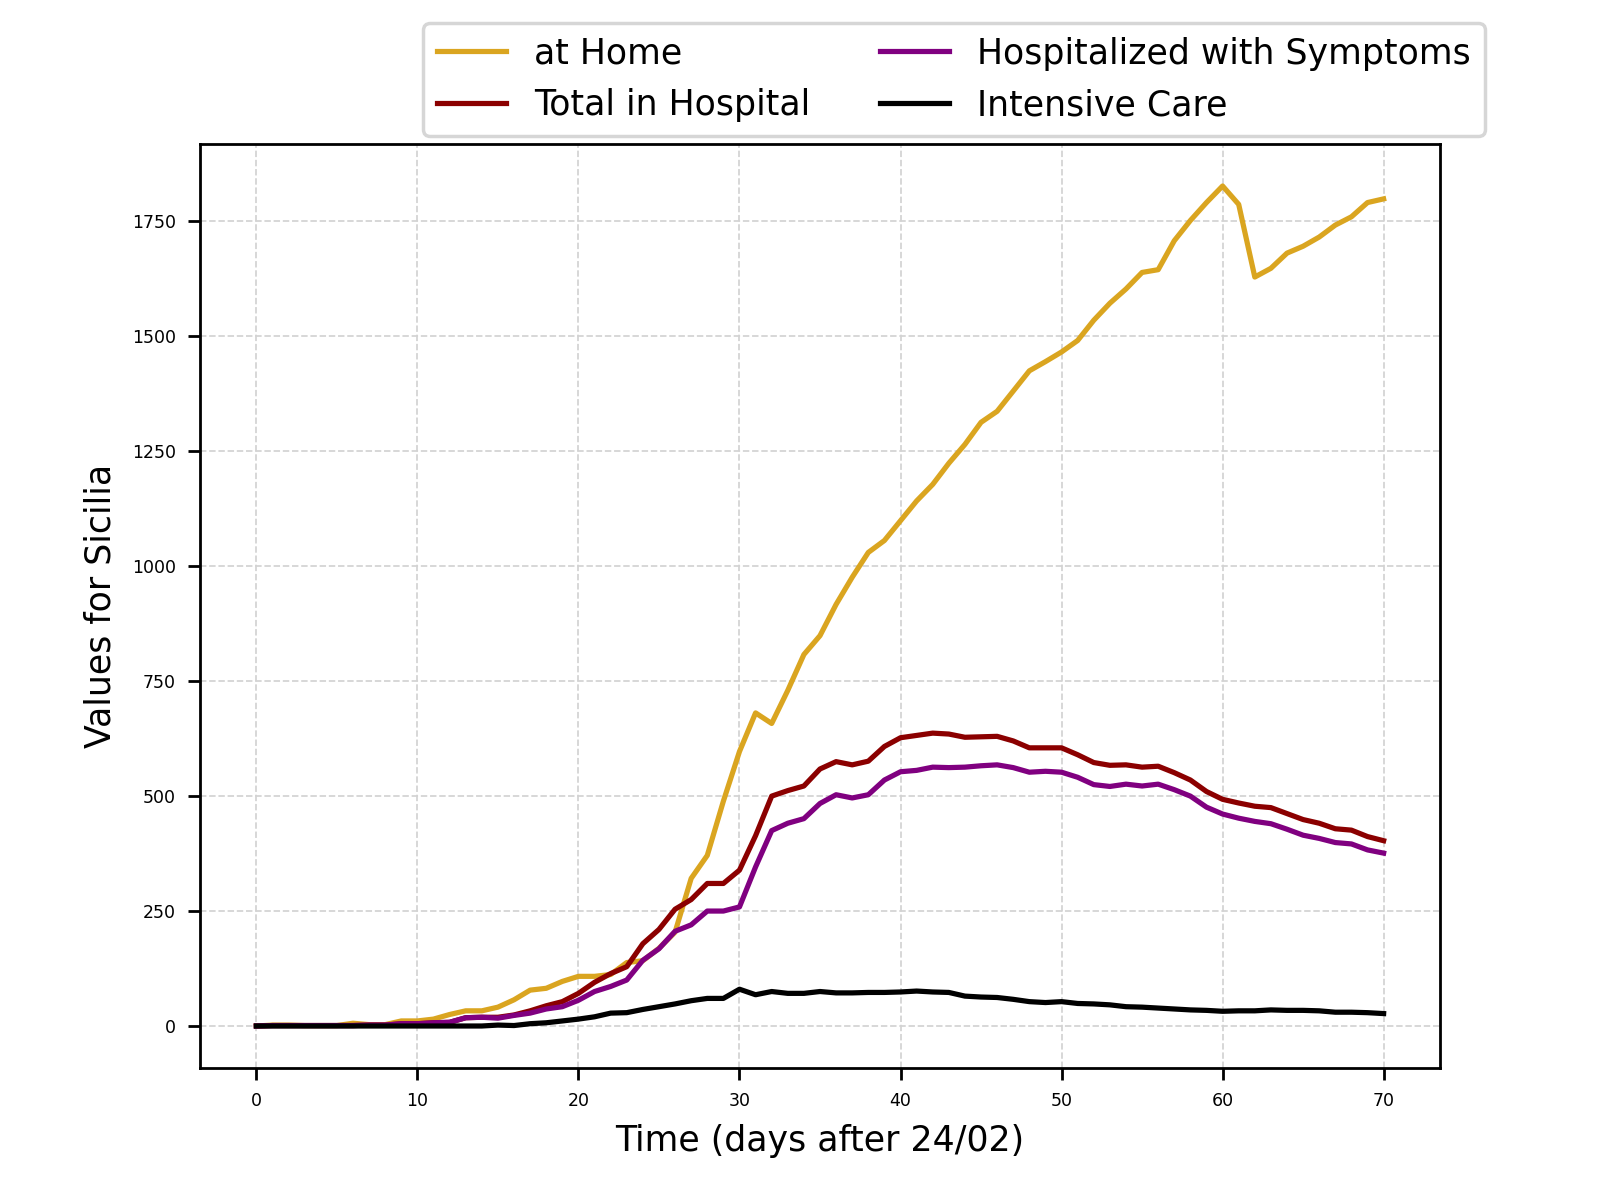 at Home
Total in Hospital
Hospitalized with Symptoms
Intensive Care
Values for Sicilia
1750
1500
1250
1000
750
500
250
0
0 10 20 30 40 50 60 70
Time (days after 24/02)